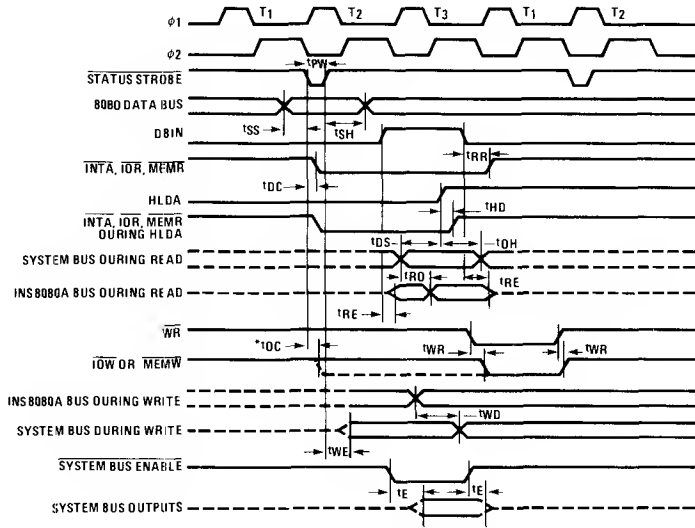 φ1 T1 T2 T3 T1 T2
φ2
tPW
STATUS STROBE
8080 DATA BUS
tSS tSH
DBIN
tRR
INTA, IOR, MEMR
tDC
HLDA
tHD
INTA, IOR, MEMR
DURING HLDA
tDS tDH
SYSTEM BUS DURING READ
tRD
INS8080A BUS DURING READ
tRE
tRE
WR
*tDC tWR tWR
IOW OR MEMW
INS8080A BUS DURING WRITE
tWD
SYSTEM BUS DURING WRITE
tWE
SYSTEM BUS ENABLE
tE tE
SYSTEM BUS OUTPUTS